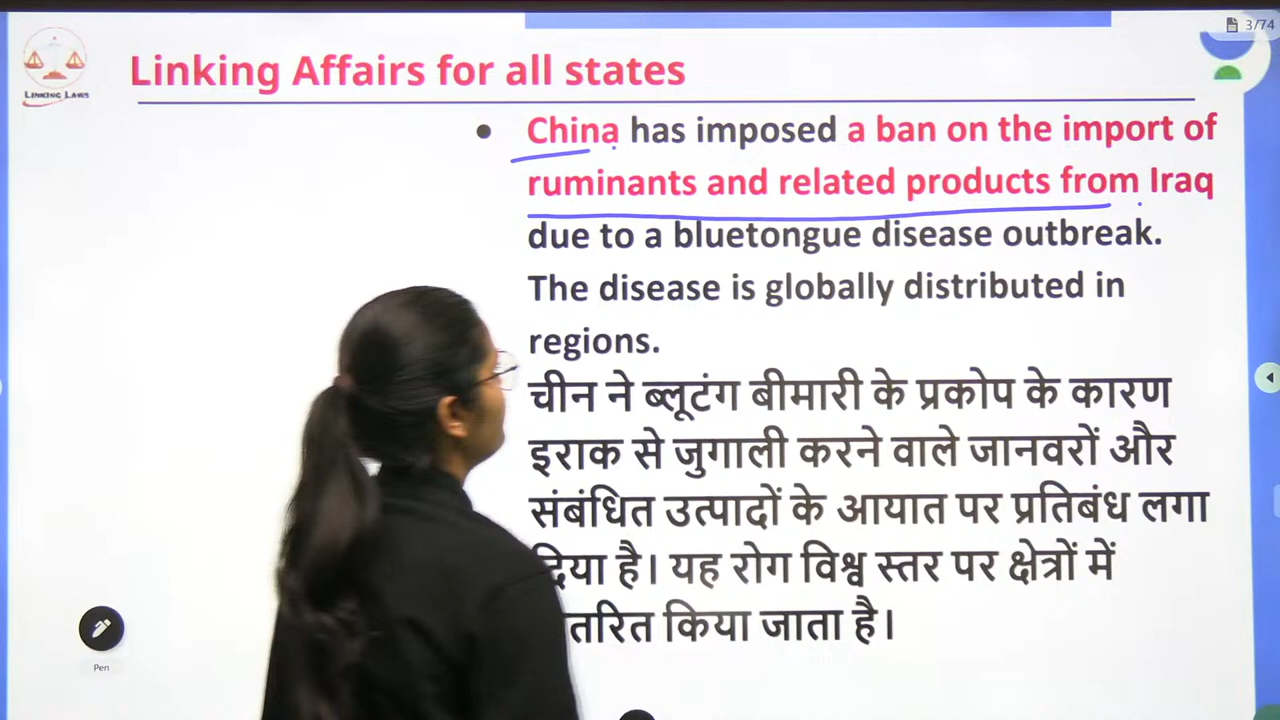 3/74
LINKING LAWS
Linking Affairs for all states
• China has imposed a ban on the import of
ruminants and related products from Iraq
due to a bluetongue disease outbreak.
The disease is globally distributed in
regions.
चीन ने ब्लूटंग बीमारी के प्रकोप के कारण
इराक से जुगाली करने वाले जानवरों और
संबंधित उत्पादों के आयात पर प्रतिबंध लगा
दिया है। यह रोग विश्व स्तर पर क्षेत्रों में
तरित किया जाता है।
Pen